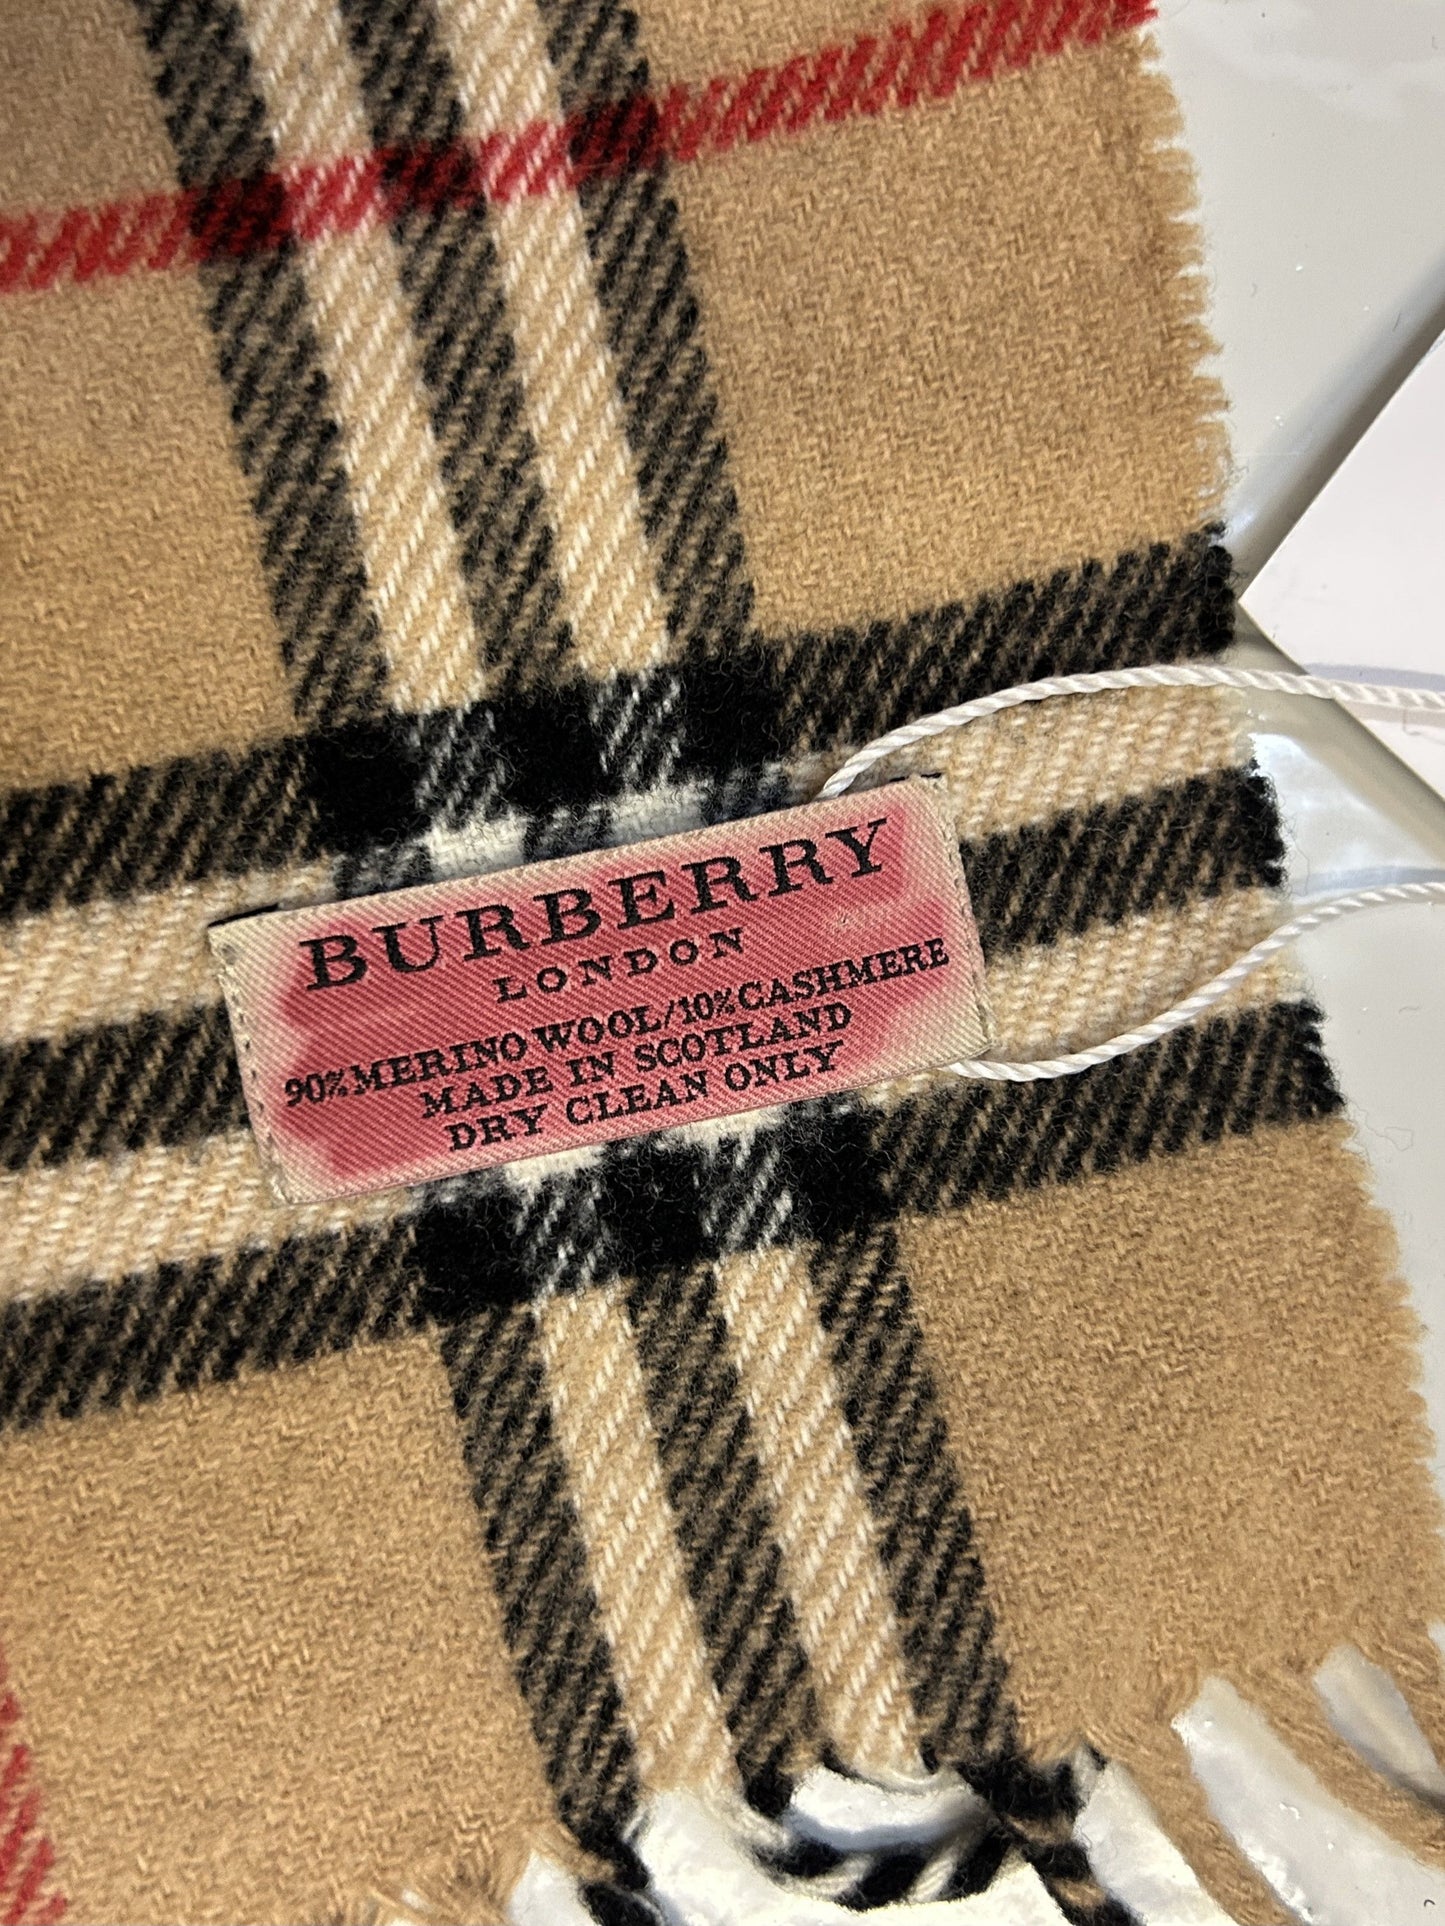 BURBERRY
LONDON
90%MERINO WOOL/10%CASHMERE
MADE IN SCOTLAND
DRY CLEAN ONLY